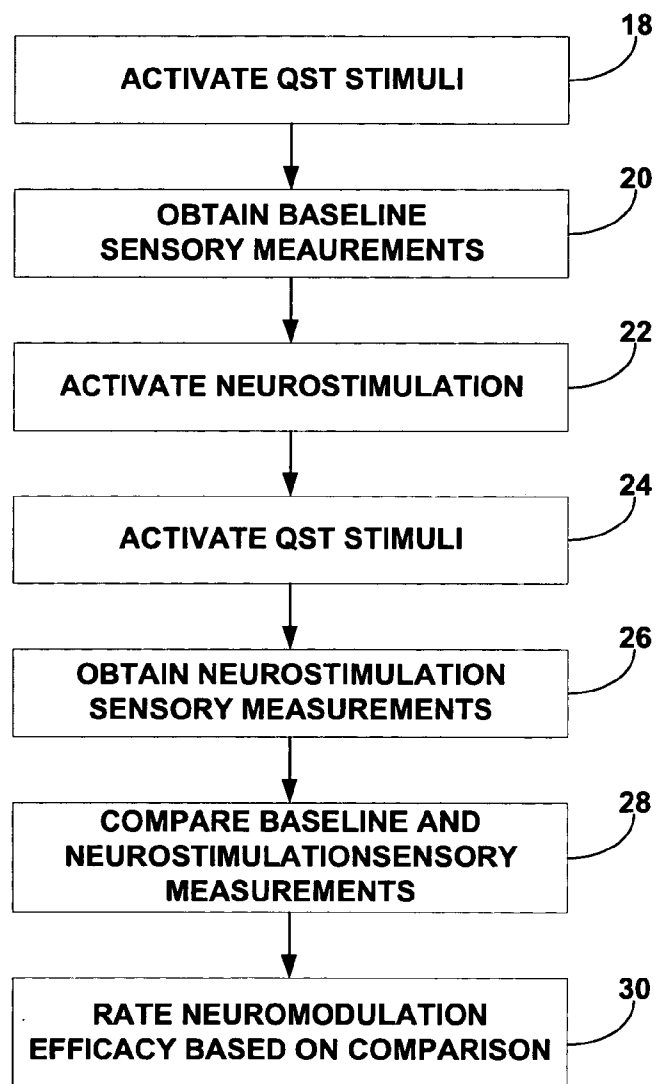 18
ACTIVATE QST STIMULI
20
OBTAIN BASELINE
SENSORY MEAUREMENTS
22
ACTIVATE NEUROSTIMULATION
24
ACTIVATE QST STIMULI
26
OBTAIN NEUROSTIMULATION
SENSORY MEASUREMENTS
28
COMPARE BASELINE AND
NEUROSTIMULATIONSENSORY
MEASUREMENTS
30
RATE NEUROMODULATION
EFFICACY BASED ON COMPARISON